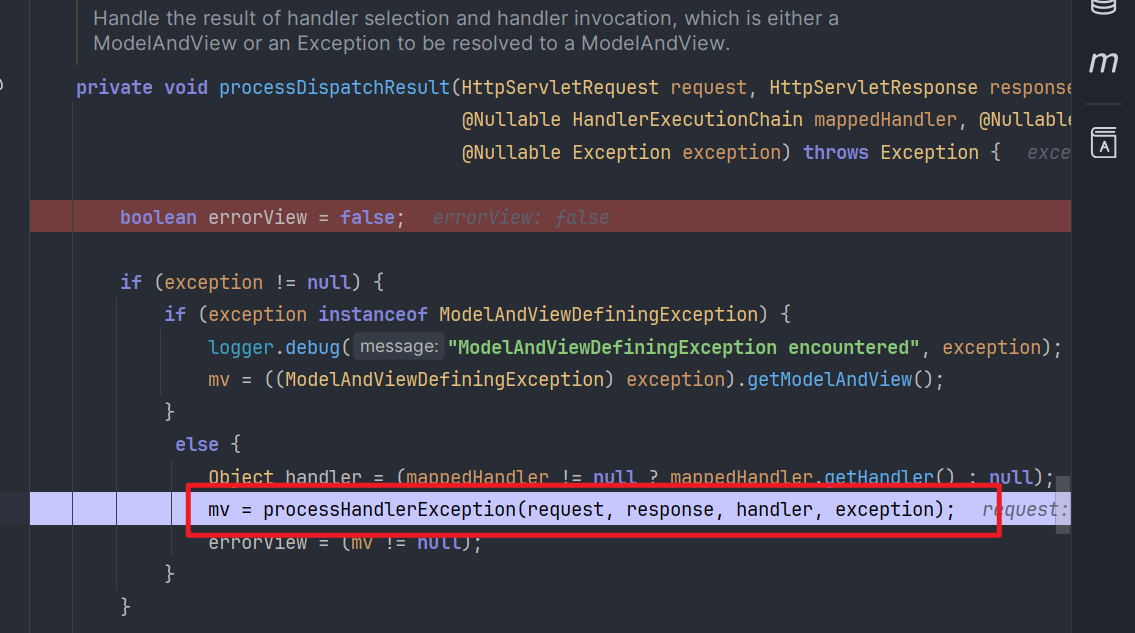 Handle the result of handler selection and handler invocation, which is either a
ModelAndView or an Exception to be resolved to a ModelAndView.
private void processDispatchResult(HttpServletRequest request, HttpServletResponse response
@Nullable HandlerExecutionChain mappedHandler, @Nullable
@Nullable Exception exception) throws Exception { exce
boolean errorView = false; errorView: false
if (exception != null) {
if (exception instanceof ModelAndViewDefiningException) {
logger.debug( message: "ModelAndViewDefiningException encountered", exception);
mv = ((ModelAndViewDefiningException) exception).getModelAndView();
}
else {
Object handler = (mappedHandler != null ? mappedHandler.getHandler() : null);
mv = processHandlerException(request, response, handler, exception); request:
errorView = (mv != null);
}
}
m
A